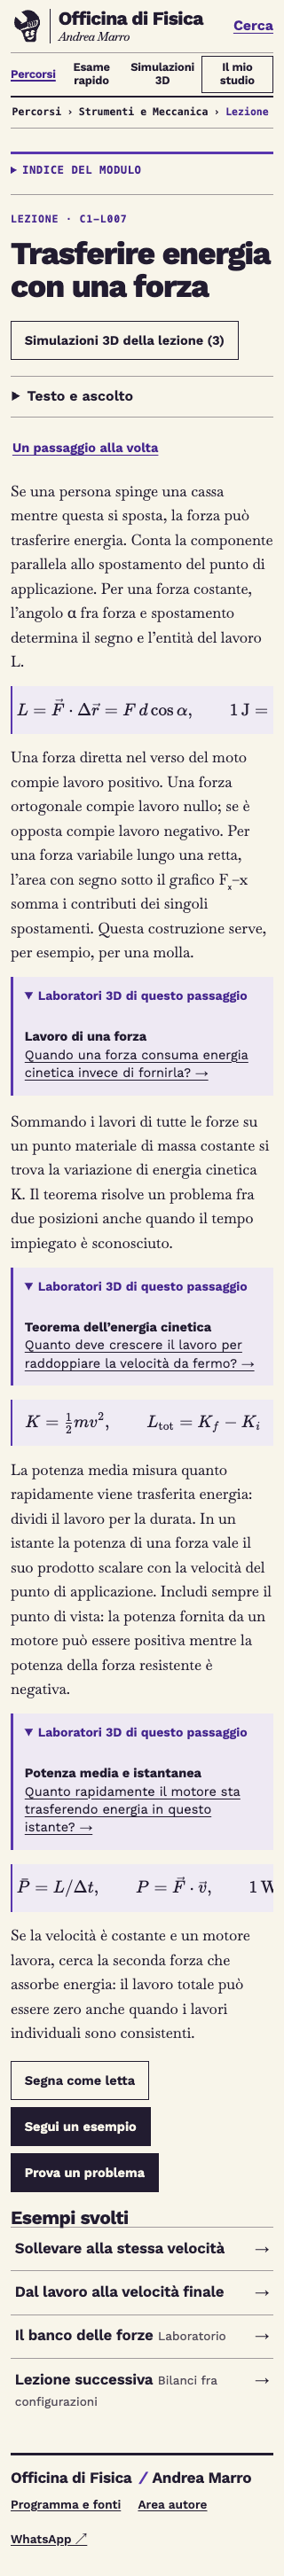 Officina di Fisica
Andrea Marro
Cerca
Percorsi
Esame
rapido
Simulazioni
3D
Il mio
studio
Percorsi › Strumenti e Meccanica › Lezione
▶ INDICE DEL MODULO
LEZIONE · C1-L007
Trasferire energia
con una forza
Simulazioni 3D della lezione (3)
▶ Testo e ascolto
Un passaggio alla volta
Se una persona spinge una cassa
mentre questa si sposta, la forza può
trasferire energia. Conta la componente
parallela allo spostamento del punto di
applicazione. Per una forza costante,
l’angolo α fra forza e spostamento
determina il segno e l’entità del lavoro
L.
L = F⃗ · Δr⃗ = F d cos α, 1 J =
Una forza diretta nel verso del moto
compie lavoro positivo. Una forza
ortogonale compie lavoro nullo; se è
opposta compie lavoro negativo. Per
una forza variabile lungo una retta,
l’area con segno sotto il grafico Fₓ–x
somma i contributi dei singoli
spostamenti. Questa costruzione serve,
per esempio, per una molla.
▼ Laboratori 3D di questo passaggio
Lavoro di una forza
Quando una forza consuma energia
cinetica invece di fornirla? →
Sommando i lavori di tutte le forze su
un punto materiale di massa costante si
trova la variazione di energia cinetica
K. Il teorema risolve un problema fra
due posizioni anche quando il tempo
impiegato è sconosciuto.
▼ Laboratori 3D di questo passaggio
Teorema dell’energia cinetica
Quanto deve crescere il lavoro per
raddoppiare la velocità da fermo? →
K = ½mv², L_tot = K_f − K_i
La potenza media misura quanto
rapidamente viene trasferita energia:
dividi il lavoro per la durata. In un
istante la potenza di una forza vale il
suo prodotto scalare con la velocità del
punto di applicazione. Includi sempre il
punto di vista: la potenza fornita da un
motore può essere positiva mentre la
potenza della forza resistente è
negativa.
▼ Laboratori 3D di questo passaggio
Potenza media e istantanea
Quanto rapidamente il motore sta
trasferendo energia in questo
istante? →
P̄ = L/Δt, P = F⃗ · v⃗, 1 W
Se la velocità è costante e un motore
lavora, cerca la seconda forza che
assorbe energia: il lavoro totale può
essere zero anche quando i lavori
individuali sono consistenti.
Segna come letta
Segui un esempio
Prova un problema
Esempi svolti
Sollevare alla stessa velocità →
Dal lavoro alla velocità finale →
Il banco delle forze Laboratorio →
Lezione successiva Bilanci fra →
configurazioni
Officina di Fisica / Andrea Marro
Programma e fonti Area autore
WhatsApp ↗